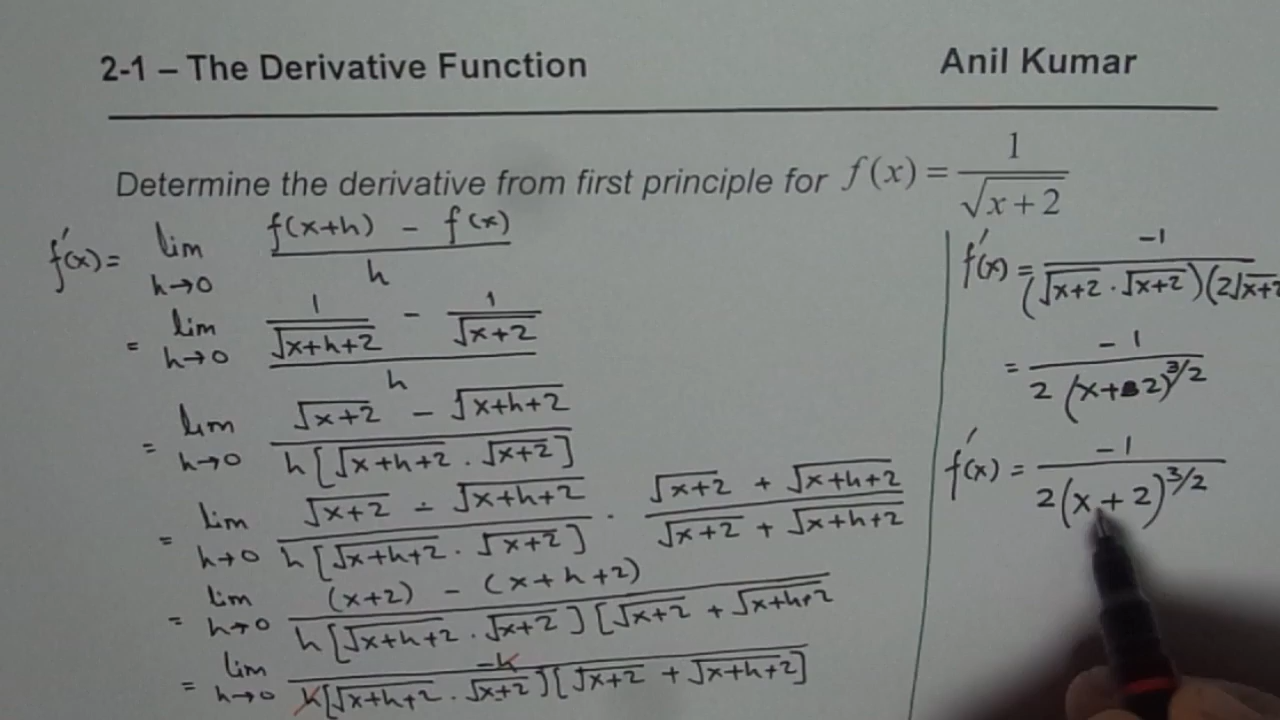 2-1 – The Derivative Function Anil Kumar
Determine the derivative from first principle for f(x) = 1/√(x+2)
f'(x) = lim h→0 (f(x+h) - f(x))/h
= lim h→0 (1/√(x+h+2) - 1/√(x+2))/h
= lim h→0 (√(x+2) - √(x+h+2))/(h[√(x+h+2) · √(x+2)])
= lim h→0 (√(x+2) - √(x+h+2))/(h[√(x+h+2) · √(x+2)]) · (√(x+2) + √(x+h+2))/(√(x+2) + √(x+h+2))
= lim h→0 ((x+2) - (x+h+2))/(h[√(x+h+2) · √(x+2)][√(x+2) + √(x+h+2)
= lim h→0 -h/(h[√(x+h+2) · √(x+2)][√(x+2) + √(x+h+2)])
f'(x) = -1/((√(x+2) · √(x+2))(2√(x+2
= -1/(2(x+2)^3/2)
f'(x) = -1/(2(x+2)^3/2)